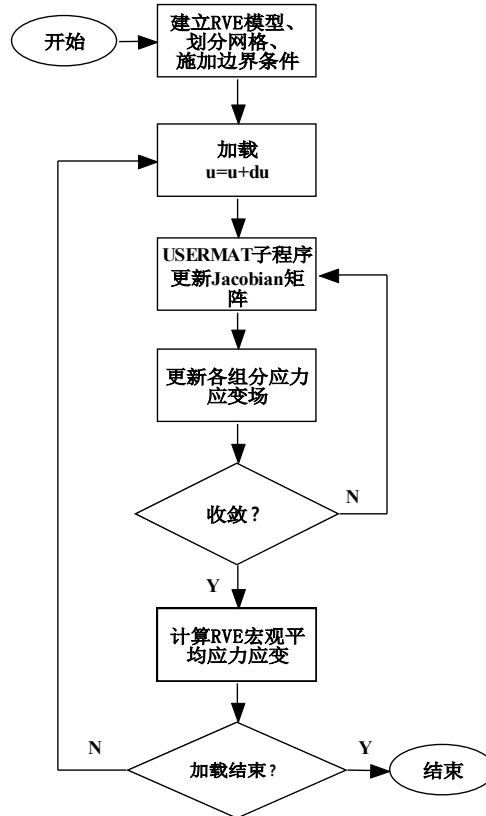 开始
建立RVE模型、
划分网格、
施加边界条件
加载
u=u+du
USERMAT子程序
更新Jacobian矩
阵
更新各组分应力
应变场
收敛?
N
Y
计算RVE宏观平
均应力应变
N
加载结束?
Y
结束